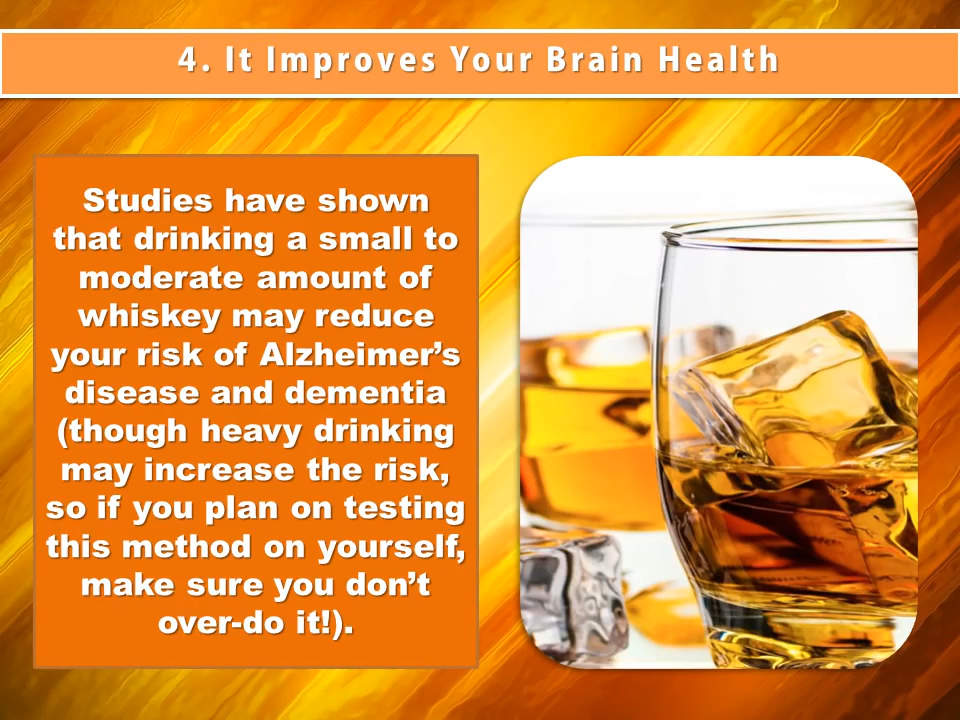 4. It Improves Your Brain Health
Studies have shown
that drinking a small to
moderate amount of
whiskey may reduce
your risk of Alzheimer’s
disease and dementia
(though heavy drinking
may increase the risk,
so if you plan on testing
this method on yourself,
make sure you don’t
over-do it!).